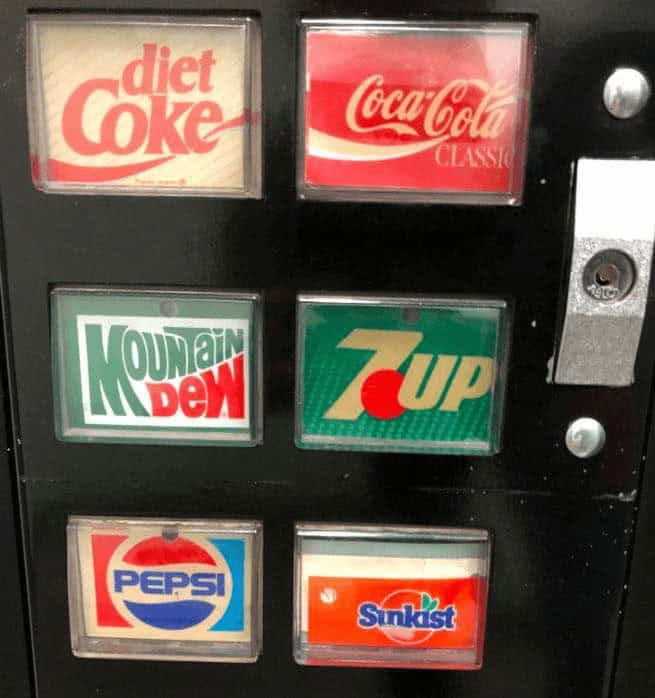 diet
Coke
Coca-Cola
CLASSIC
MOUNTAIN
DEW
7UP
PEPSI
Sunkist